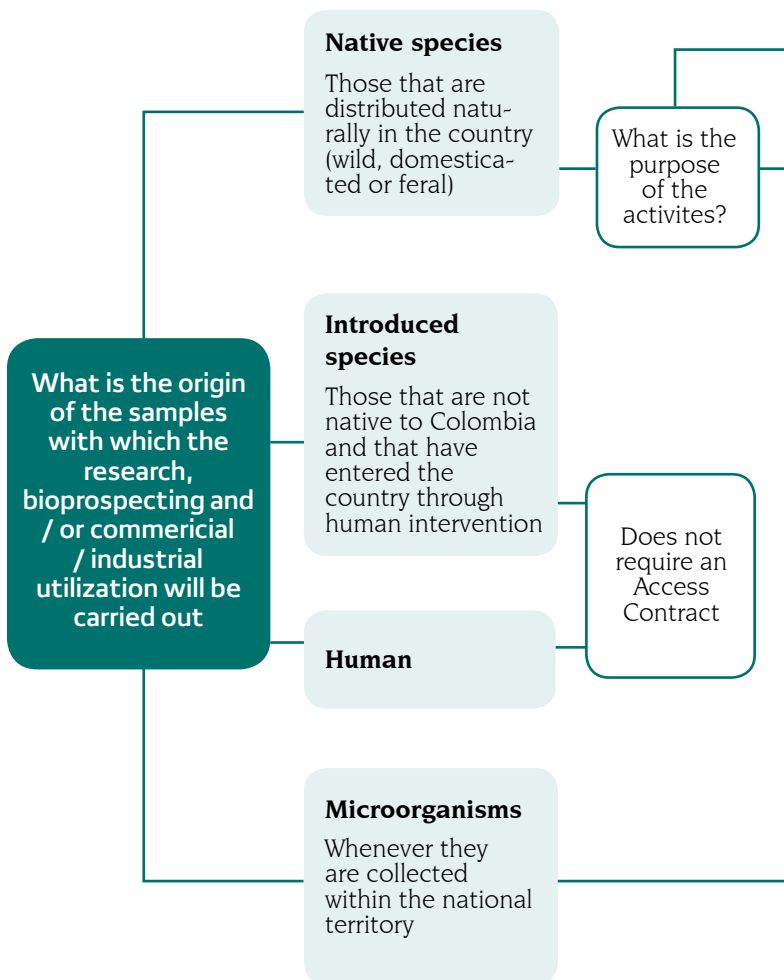 What is the origin
of the samples
with which the
research,
bioprospecting and
/ or commericial
/ industrial
utilization will be
carried out
Native species
Those that are
distributed natu-
rally in the country
(wild, domestica-
ted or feral)
What is the
purpose
of the
activites?
Introduced
species
Those that are not
native to Colombia
and that have
entered the
country through
human intervention
Human
Does not
require an
Access
Contract
Microorganisms
Whenever they
are collected
within the national
territory